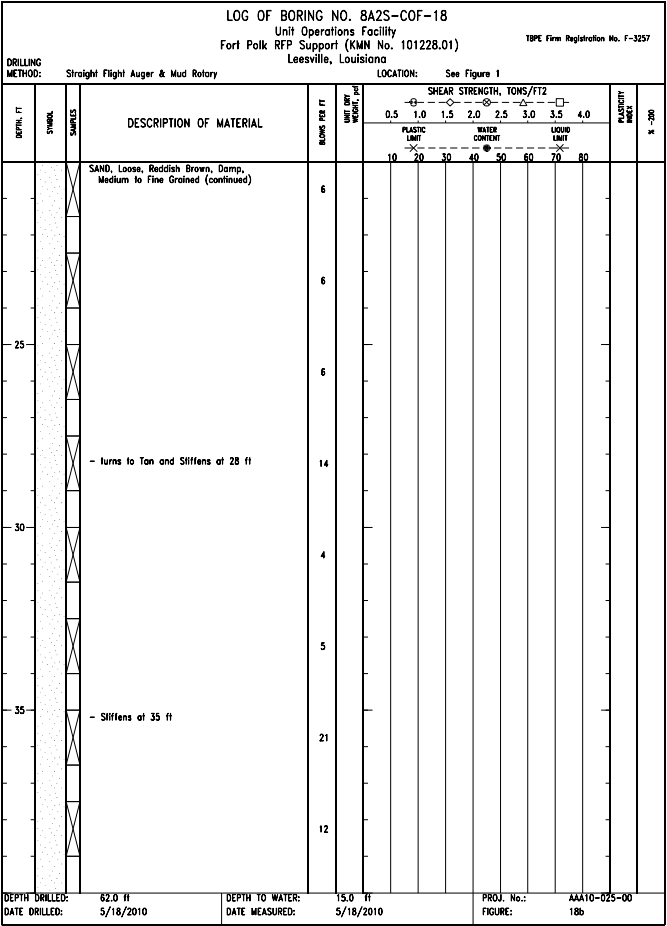 LOG OF BORING NO. 8A2S-COF-18
Unit Operations Facility
Fort Polk RFP Support (KMN No. 101228.01)
Leesville, Louisiana
TBPE Firm Registration No. F-3257
DRILLING
METHOD: Straight Flight Auger & Mud Rotary
LOCATION: See Figure 1
DEPTH, FT
SYMBOL
SAMPLES
DESCRIPTION OF MATERIAL
BLOWS PER FT
UNIT DRY
WEIGHT, pcf
SHEAR STRENGTH, TONS/FT2
0.5 1.0 1.5 2.0 2.5 3.0 3.5 4.0
PLASTIC
LIMIT
WATER
CONTENT
LIQUID
LIMIT
10 20 30 40 50 60 70 80
PLASTICITY
INDEX
% -200
SAND, Loose, Reddish Brown, Damp,
Medium to Fine Grained (continued)
6
6
25
6
- turns to Tan and Stiffens at 28 ft
14
30
4
5
35
- Stiffens at 35 ft
21
12
DEPTH DRILLED: 62.0 ft
DATE DRILLED: 5/18/2010
DEPTH TO WATER: 15.0 ft
DATE MEASURED: 5/18/2010
PROJ. No.: AAA10-025-00
FIGURE: 18b